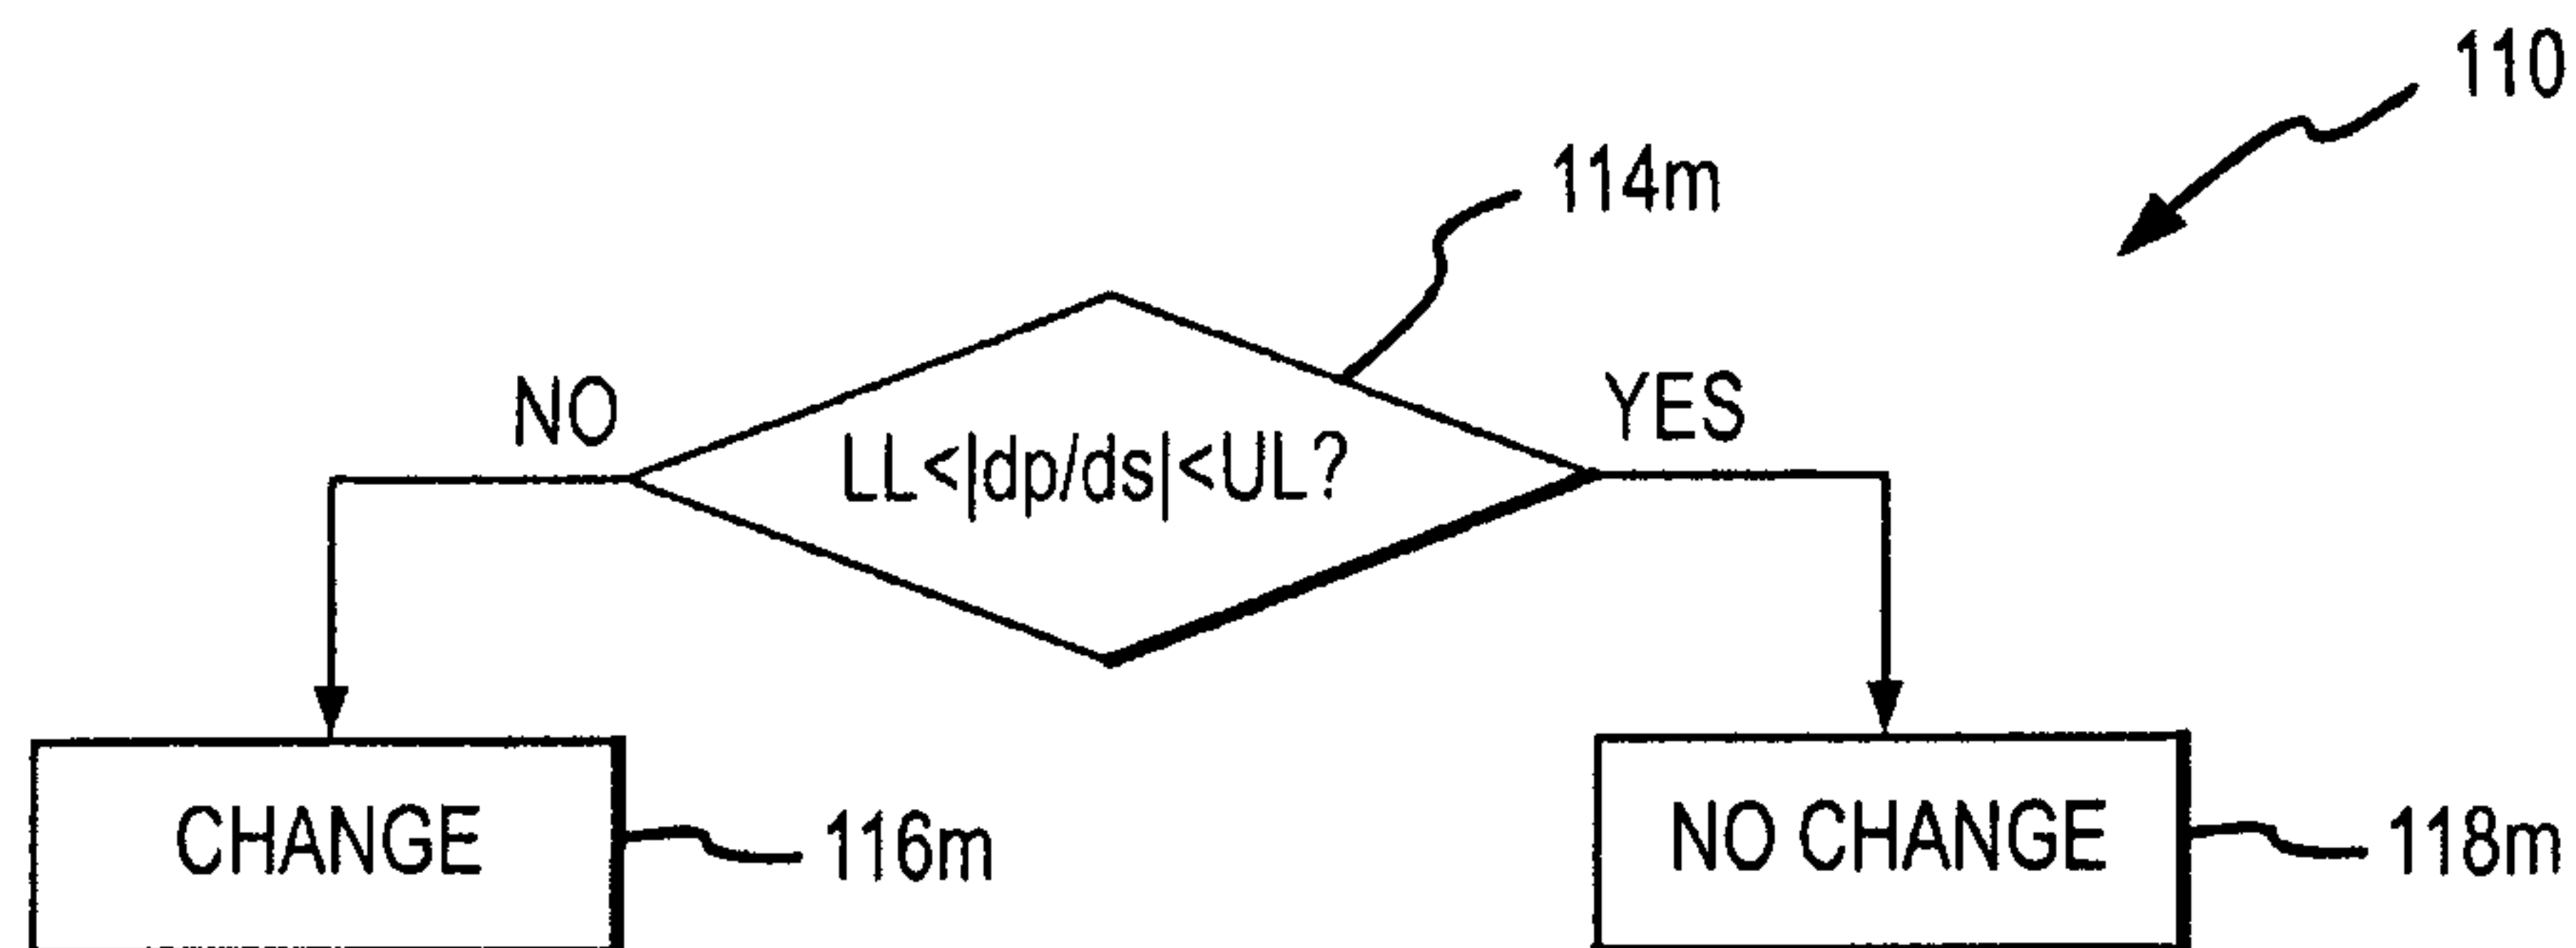 110
114m
NO
YES
LL<|dp/ds|<UL?
CHANGE
116m
NO CHANGE
118m